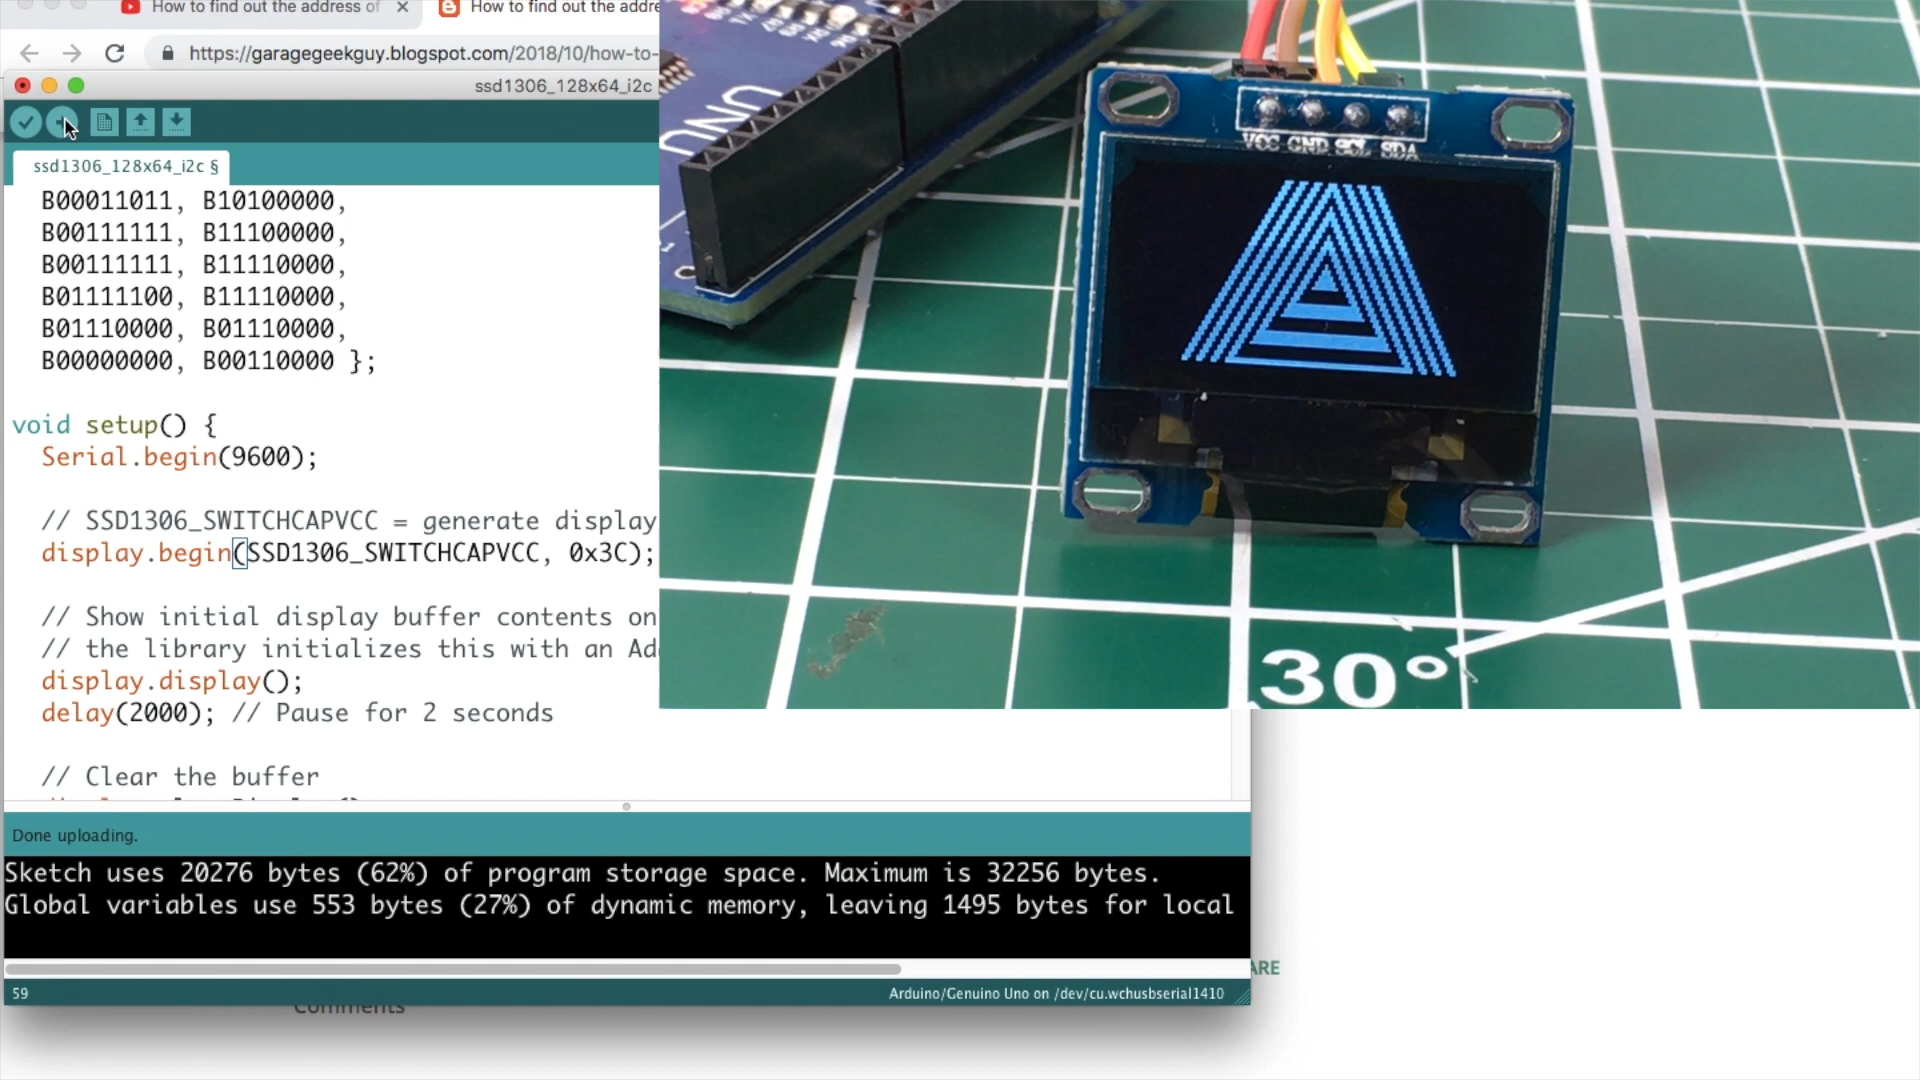 How to find out the address of
How to find out the addre
https://garagegeekguy.blogspot.com/2018/10/how-to-
ssd1306_128x64_i2c
ssd1306_128x64_i2c §
B00011011, B10100000,
B00111111, B11100000,
B00111111, B11110000,
B01111100, B11110000,
B01110000, B01110000,
B00000000, B00110000 };
void setup() {
Serial.begin(9600);
// SSD1306_SWITCHCAPVCC = generate display
display.begin(SSD1306_SWITCHCAPVCC, 0x3C);
// Show initial display buffer contents on
// the library initializes this with an Ad
display.display();
delay(2000); // Pause for 2 seconds
// Clear the buffer
Done uploading.
Sketch uses 20276 bytes (62%) of program storage space. Maximum is 32256 bytes.
Global variables use 553 bytes (27%) of dynamic memory, leaving 1495 bytes for local
59
Arduino/Genuino Uno on /dev/cu.wchusbserial1410
ARE
Comments
UNO
VCC GND SCL SDA
30°